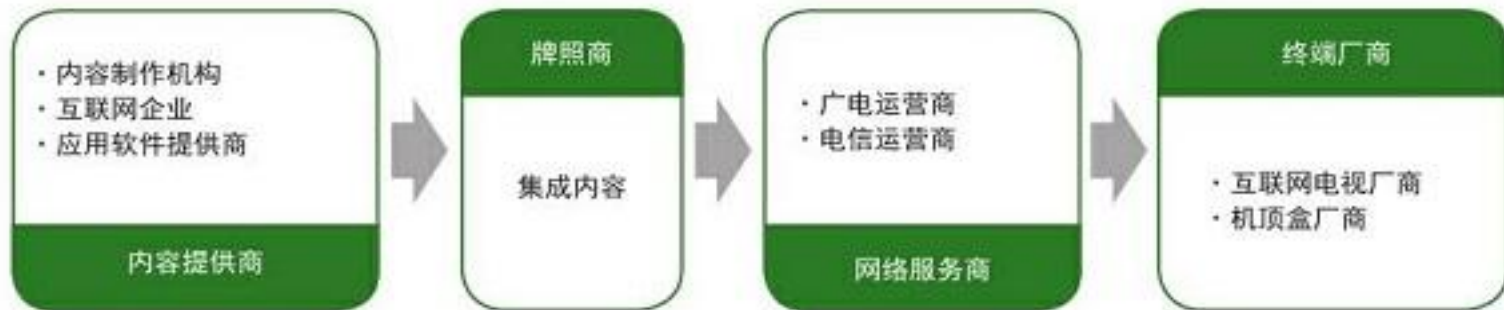 · 内容制作机构
· 互联网企业
· 应用软件提供商
内容提供商
牌照商
集成内容
· 广电运营商
· 电信运营商
网络服务商
终端厂商
· 互联网电视厂商
· 机顶盒厂商